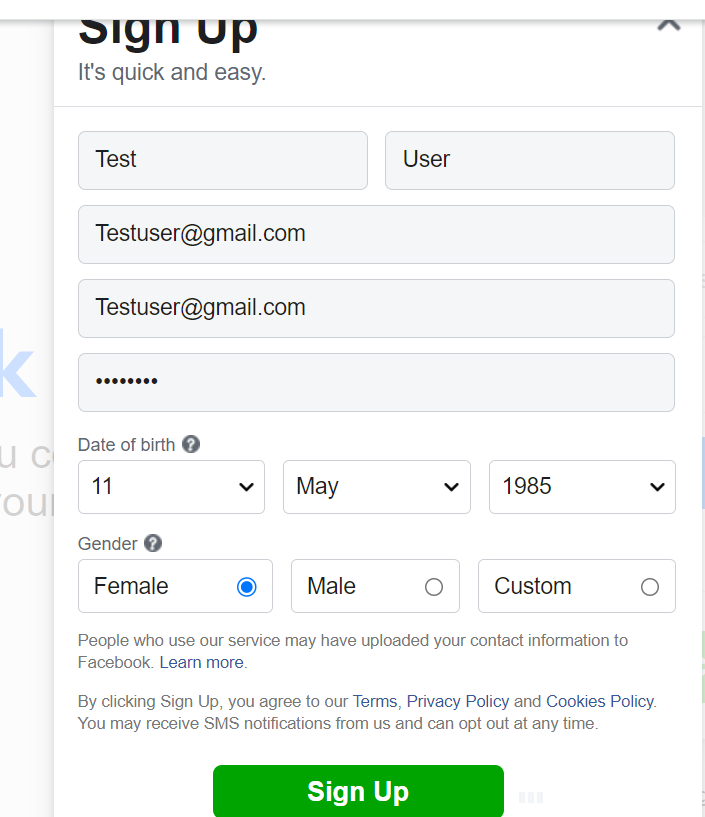 Sign Up
It's quick and easy.
Test User
Testuser@gmail.com
Testuser@gmail.com
••••••••
Date of birth ?
11 May 1985
Gender ?
Female Male Custom
People who use our service may have uploaded your contact information to
Facebook. Learn more.
By clicking Sign Up, you agree to our Terms, Privacy Policy and Cookies Policy.
You may receive SMS notifications from us and can opt out at any time.
Sign Up